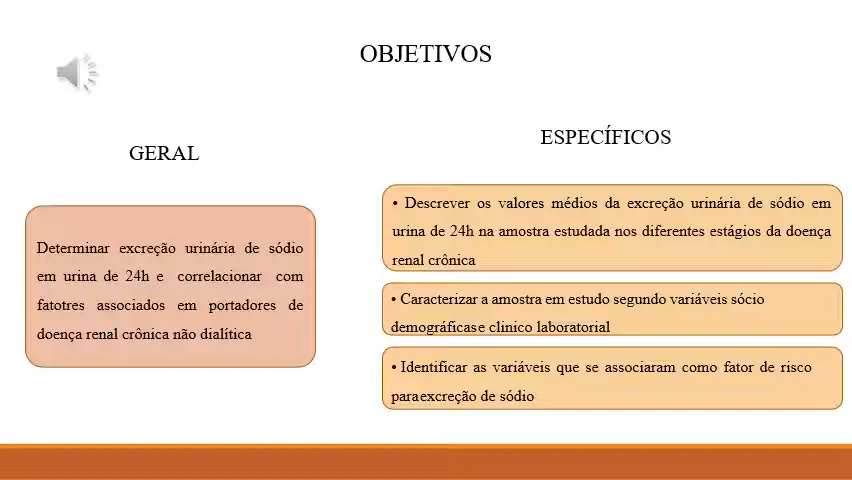 OBJETIVOS
GERAL
Determinar excreção urinária de sódio
em urina de 24h e correlacionar com
fatotres associados em portadores de
doença renal crônica não dialítica
ESPECÍFICOS
• Descrever os valores médios da excreção urinária de sódio em
urina de 24h na amostra estudada nos diferentes estágios da doença
renal crônica
• Caracterizar a amostra em estudo segundo variáveis sócio
demográficase clinico laboratorial
• Identificar as variáveis que se associaram como fator de risco
paraexcreção de sódio